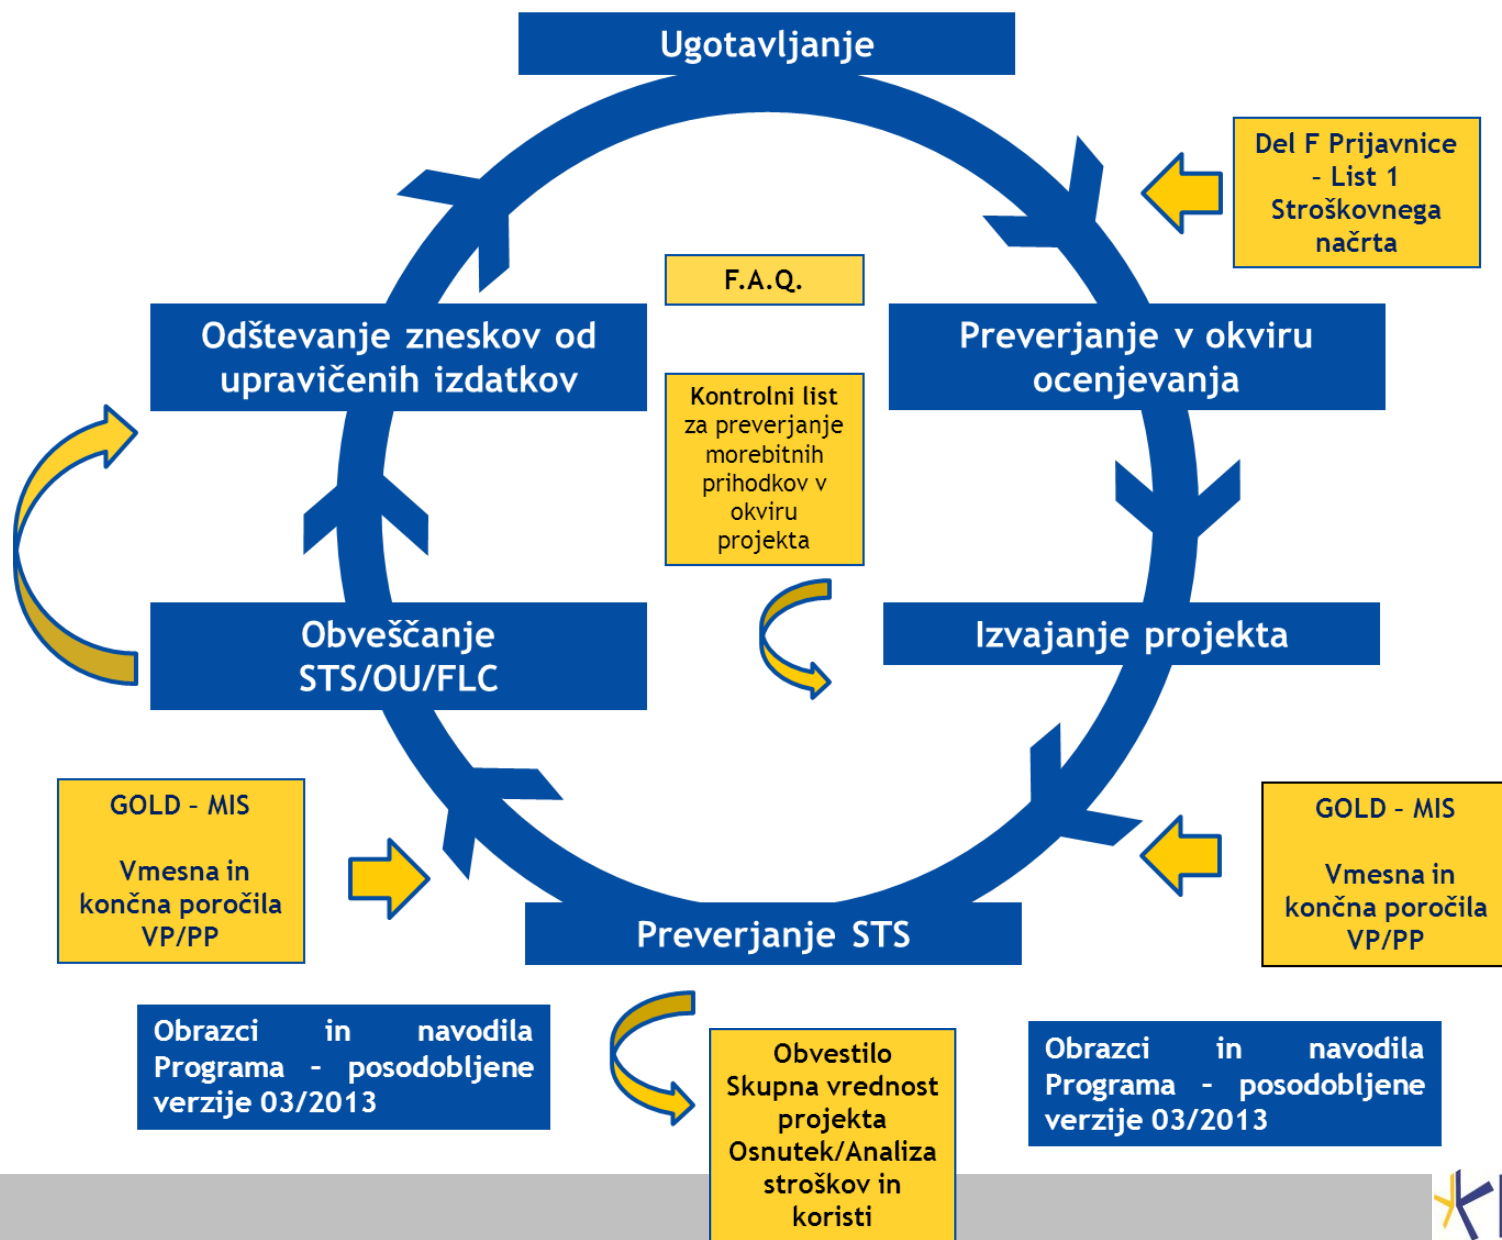 Ugotavljanje
Del F Prijavnice
– List 1
Stroškovnega
načrta
F.A.Q.
Odštevanje zneskov od
upravičenih izdatkov
Preverjanje v okviru
ocenjevanja
Kontrolni list
za preverjanje
morebitnih
prihodkov v
okviru
projekta
Obveščanje
STS/OU/FLC
Izvajanje projekta
GOLD – MIS
Vmesna in
končna poročila
VP/PP
GOLD – MIS
Vmesna in
končna poročila
VP/PP
Preverjanje STS
Obrazci in navodila
Programa – posodobljene
verzije 03/2013
Obvestilo
Skupna vrednost
projekta
Osnutek/Analiza
stroškov in
koristi
Obrazci in navodila
Programa – posodobljene
verzije 03/2013